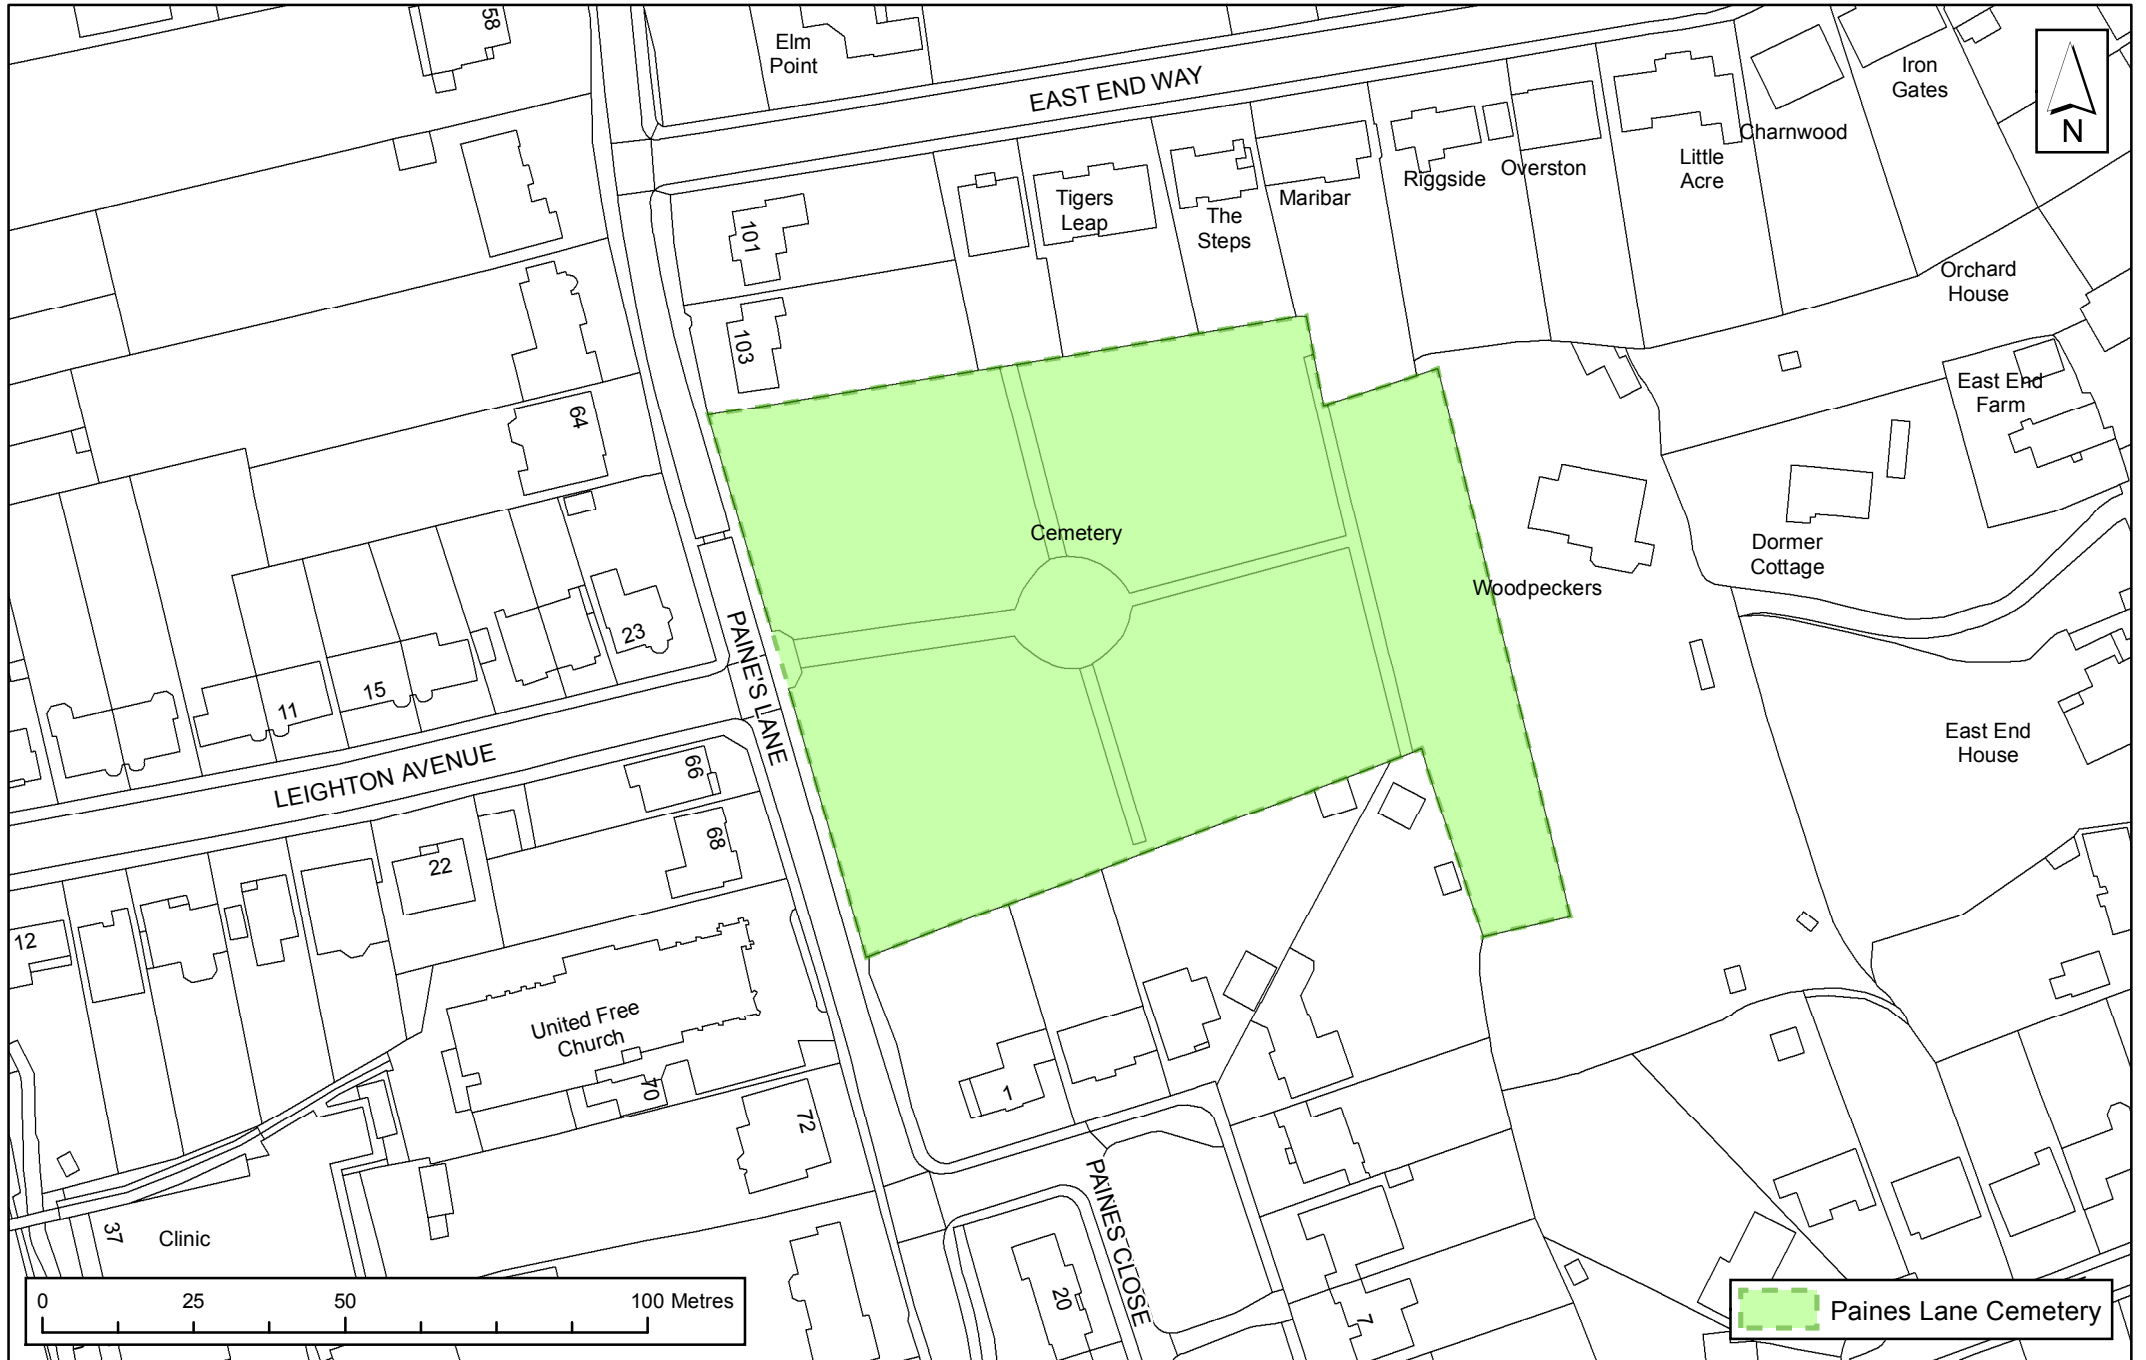 58
Elm
Point
EAST END WAY
Iron
Gates
N
Charnwood
Little
Acre
Overston
Riggside
Maribar
Tigers
Leap
The
Steps
101
103
Orchard
House
East End
Farm
64
Cemetery
Dormer
Cottage
Woodpeckers
23
15
11
PAINE'S LANE
LEIGHTON AVENUE
66
68
22
12
East End
House
United Free
Church
70
72
1
PAINES CLOSE
20
7
37
Clinic
0 25 50 100 Metres
Paines Lane Cemetery